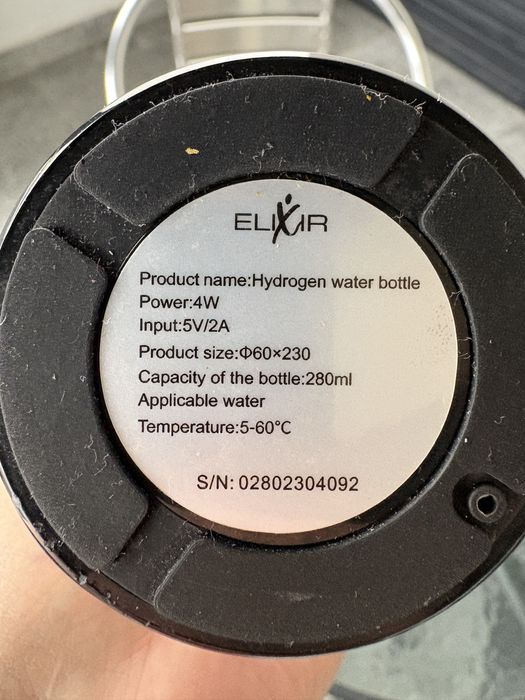 ELIXIR
Product name:Hydrogen water bottle
Power:4W
Input:5V/2A
Product size:Φ60×230
Capacity of the bottle:280ml
Applicable water
Temperature:5-60℃
S/N: 02802304092